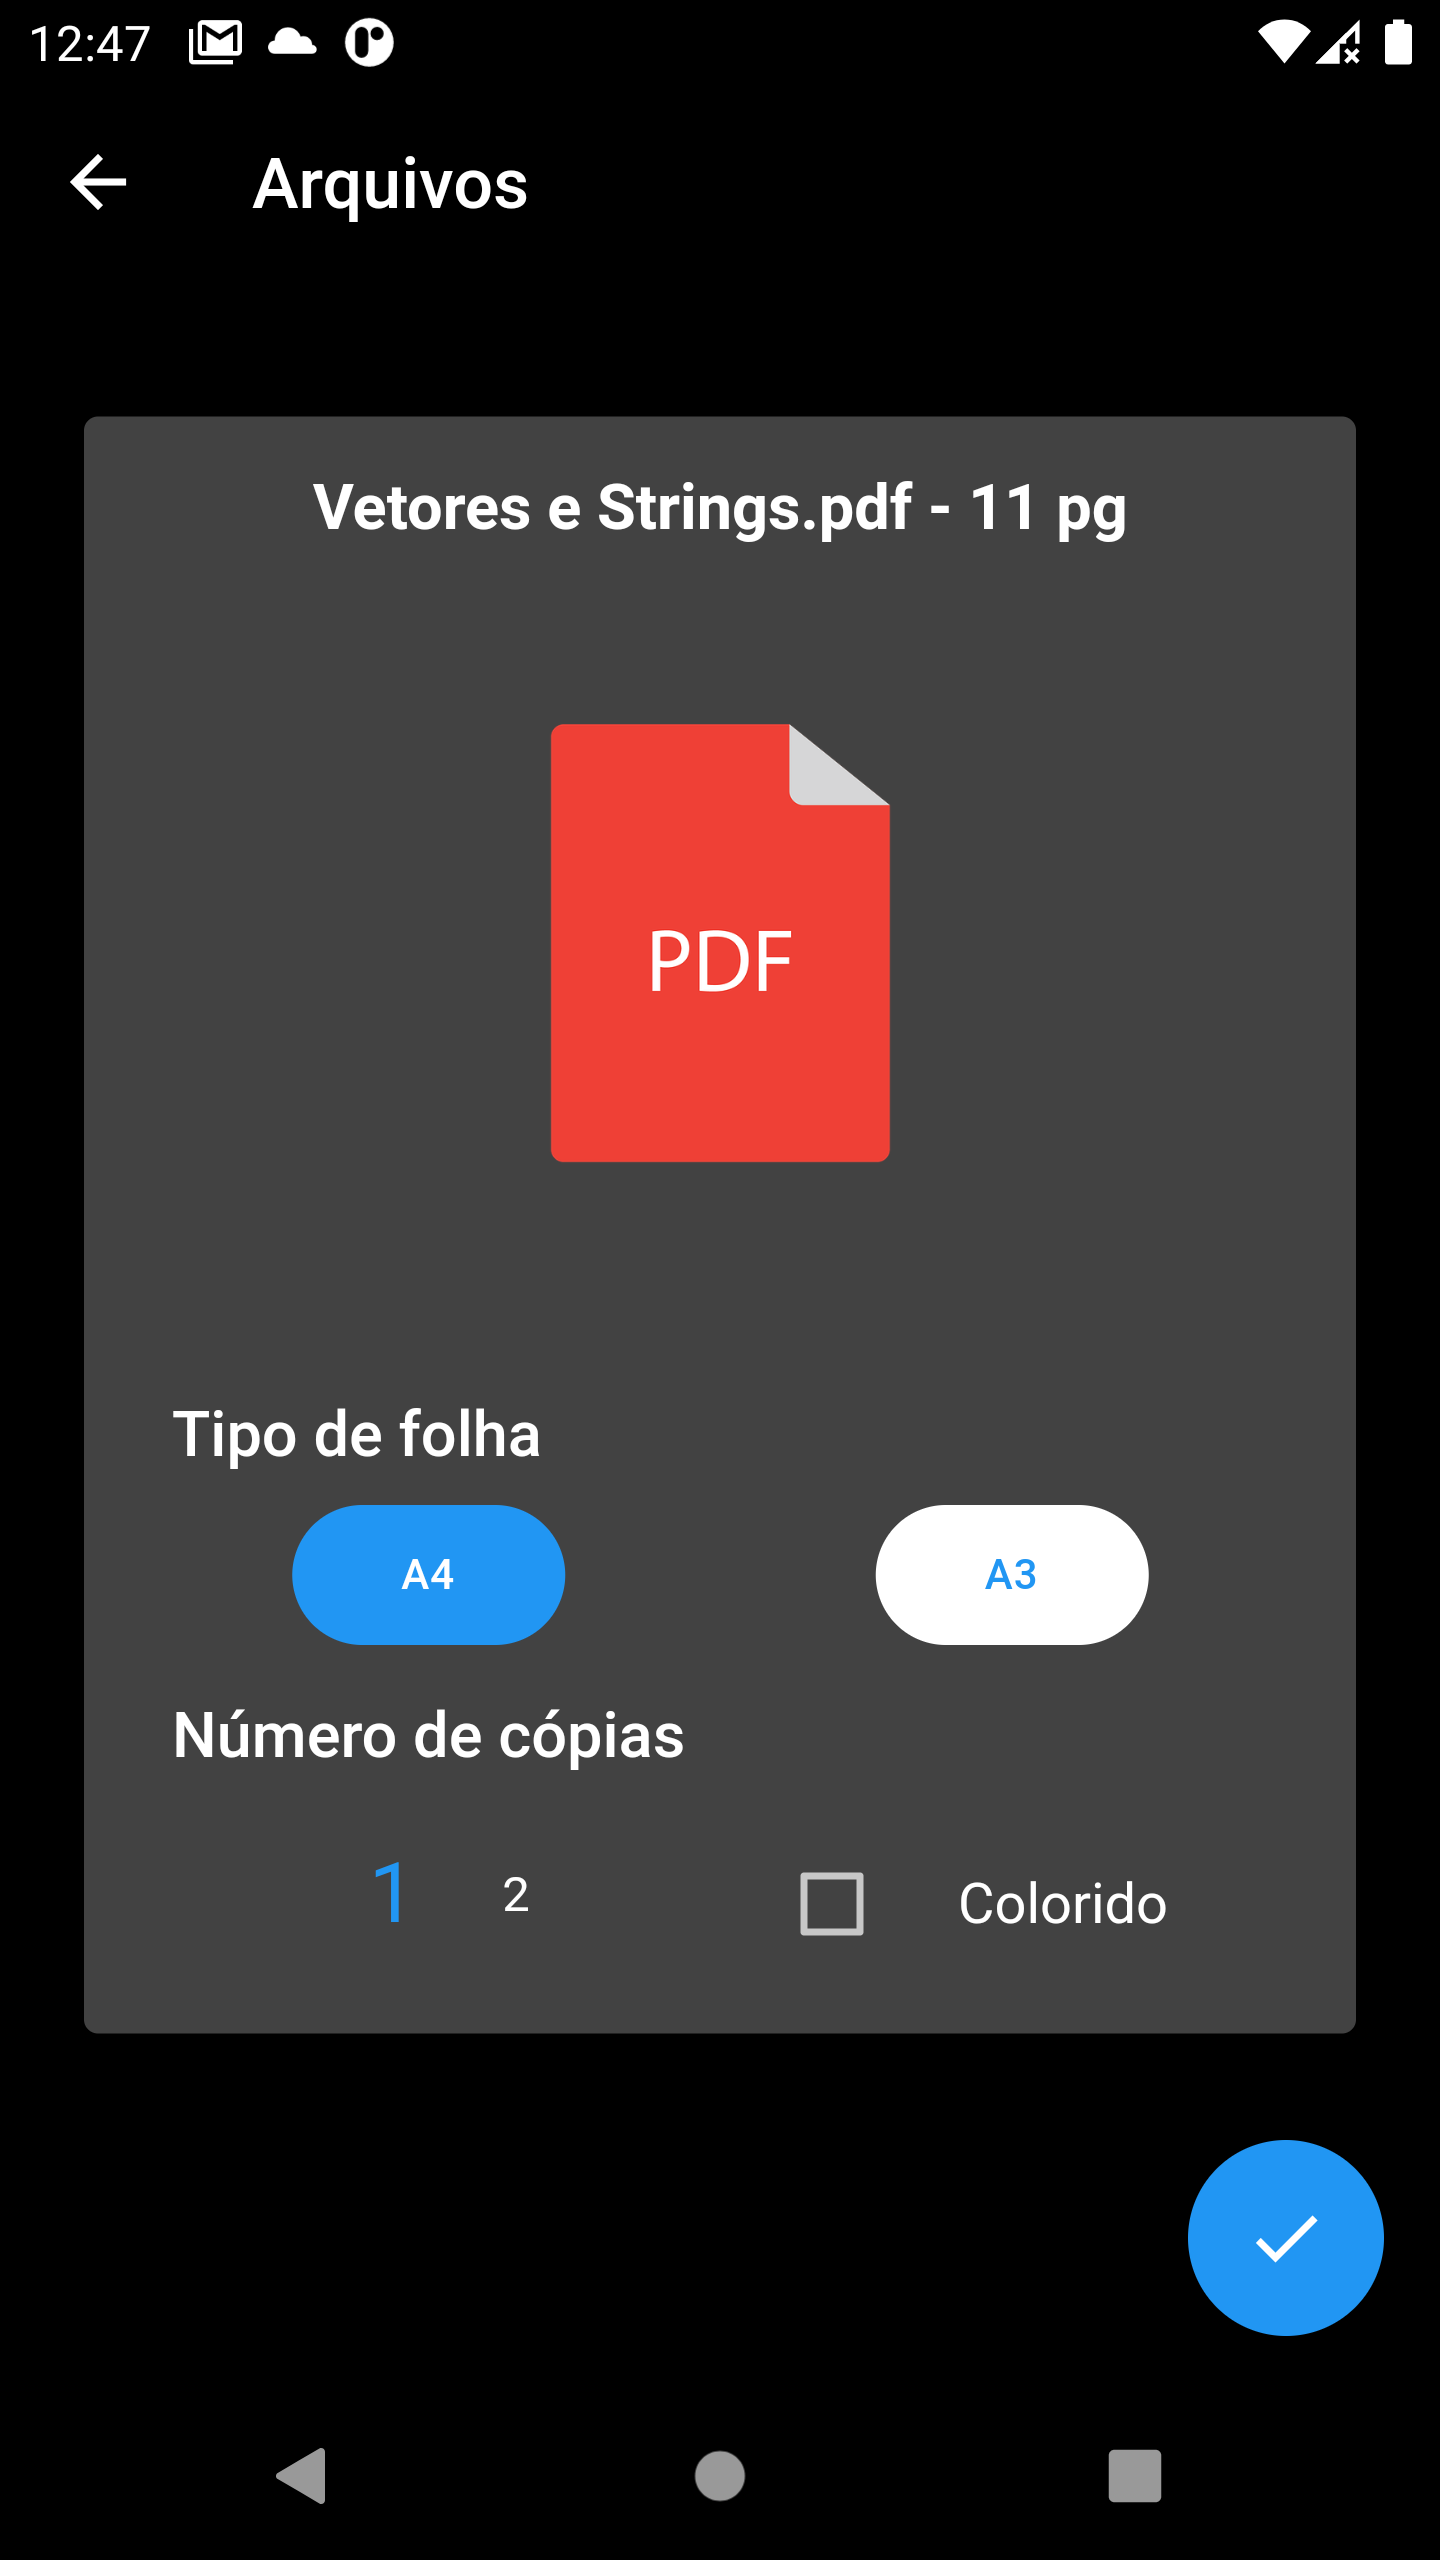 12:47
Arquivos
Vetores e Strings.pdf - 11 pg
PDF
Tipo de folha
A4 A3
Número de cópias
1 2 Colorido